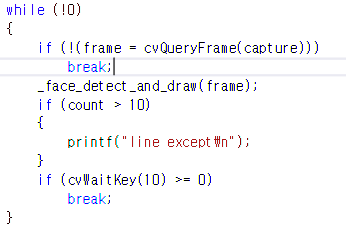 while (!0)
{
    if (!(frame = cvQueryFrame(capture)))
        break;
    _face_detect_and_draw(frame);
    if (count > 10)
    {
        printf("line except₩n");
    }
    if (cvWaitKey(10) >= 0)
        break;
}